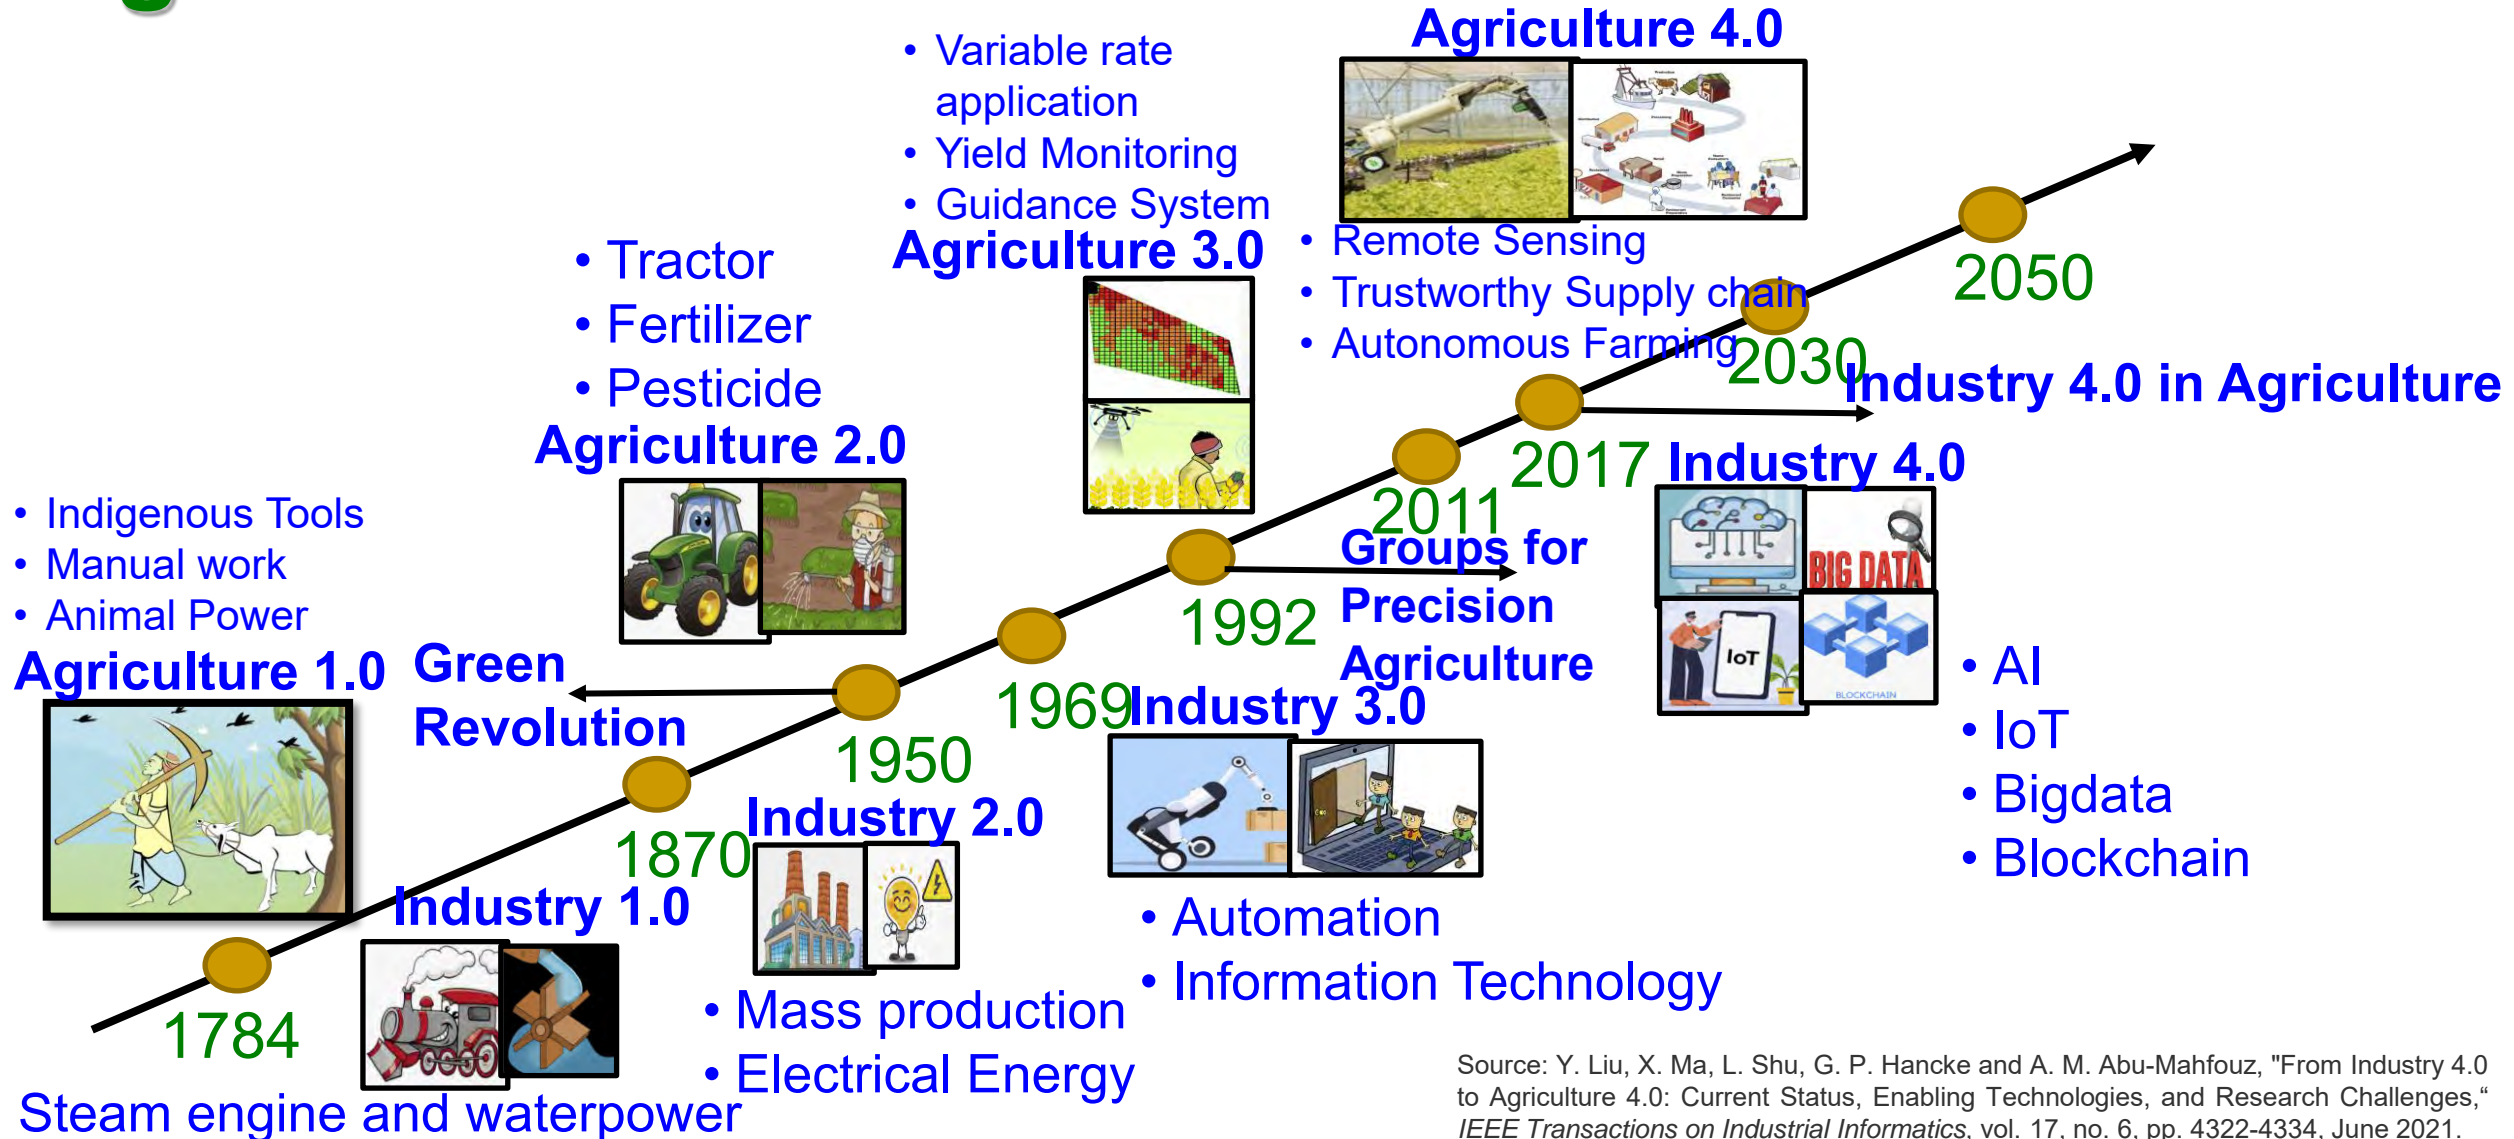 Agriculture 4.0
• Variable rate
application
• Yield Monitoring
• Guidance System
Agriculture 3.0
• Remote Sensing
• Trustworthy Supply chain
• Autonomous Farming
2050
2030
Industry 4.0 in Agriculture
• Tractor
• Fertilizer
• Pesticide
Agriculture 2.0
2017
Industry 4.0
2011
BIG DATA
IoT
BLOCKCHAIN
• AI
• IoT
• Bigdata
• Blockchain
Groups for
Precision
Agriculture
1992
• Indigenous Tools
• Manual work
• Animal Power
Agriculture 1.0
Green
Revolution
1969
Industry 3.0
• Automation
• Information Technology
1950
Industry 2.0
• Mass production
• Electrical Energy
1870
Industry 1.0
1784
Steam engine and waterpower
Source: Y. Liu, X. Ma, L. Shu, G. P. Hancke and A. M. Abu-Mahfouz, "From Industry 4.0
to Agriculture 4.0: Current Status, Enabling Technologies, and Research Challenges,“
IEEE Transactions on Industrial Informatics, vol. 17, no. 6, pp. 4322-4334, June 2021.